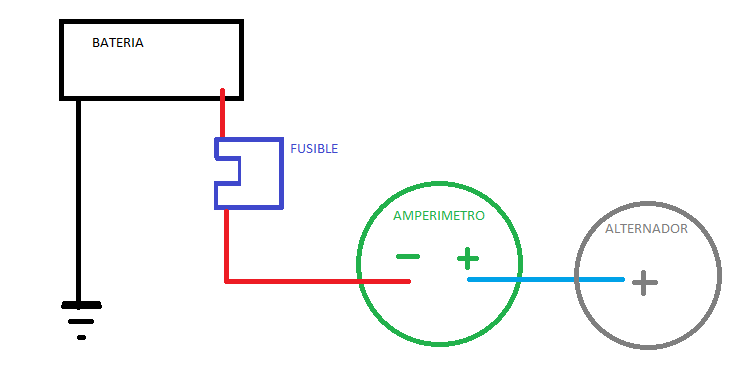 BATERIA
FUSIBLE
AMPERIMETRO
ALTERNADOR
− +
+